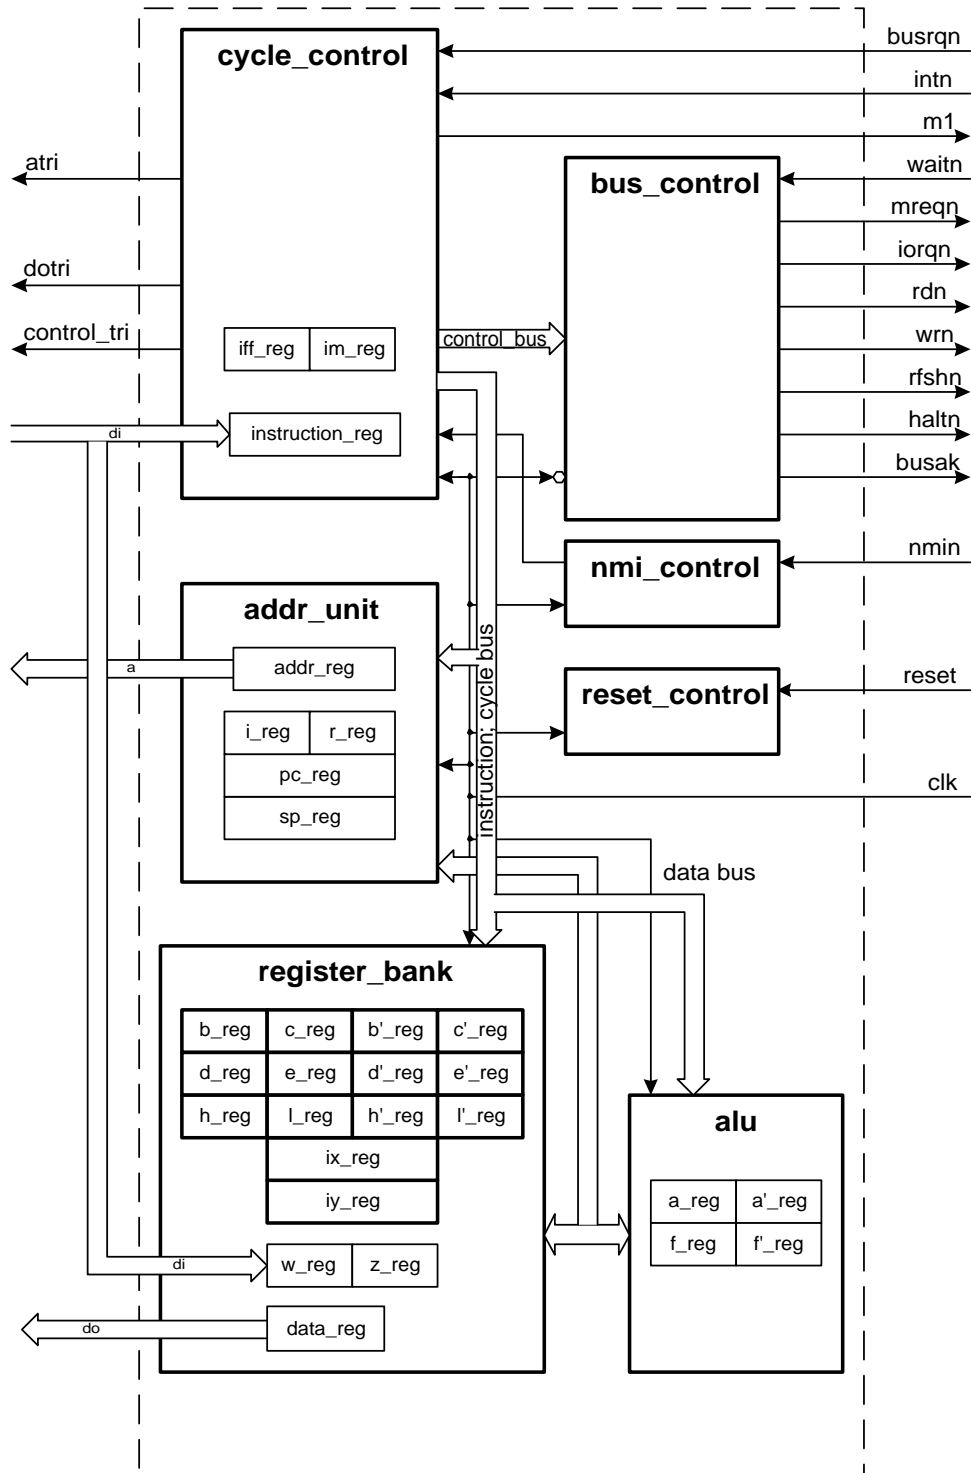 busrqn
cycle_control
intn
m1
atri
waitn
bus_control
mreqn
iorqn
dotri
rdn
control_tri
iff_reg im_reg
control_bus
wrn
rfshn
di
instruction_reg
haltn
busak
nmin
nmi_control
addr_unit
a
addr_reg
reset_control
reset
i_reg r_reg
pc_reg
sp_reg
instruction; cycle bus
clk
data bus
register_bank
b_reg c_reg b'_reg c'_reg
d_reg e_reg d'_reg e'_reg
h_reg l_reg h'_reg l'_reg
ix_reg
iy_reg
alu
a_reg a'_reg
f_reg f'_reg
di
w_reg z_reg
do
data_reg